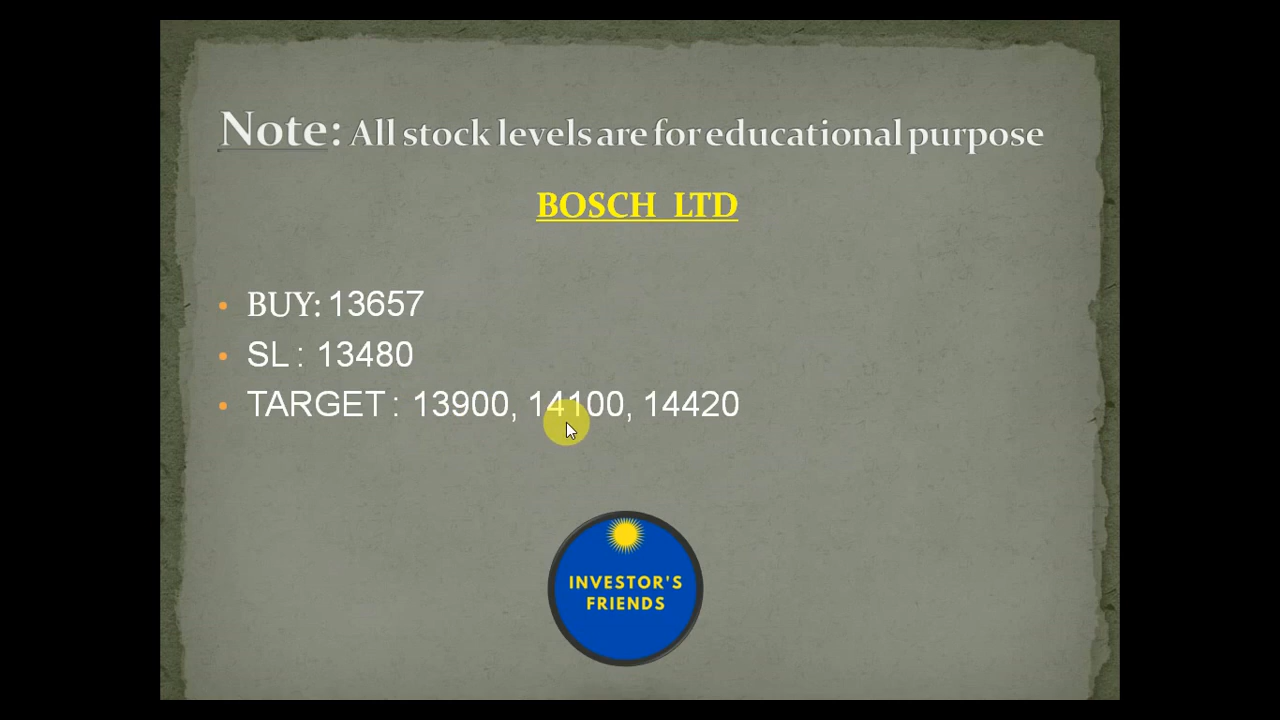 Note: All stock levels are for educational purpose
BOSCH LTD
• BUY: 13657
• SL : 13480
• TARGET : 13900, 14100, 14420
INVESTOR'S
FRIENDS